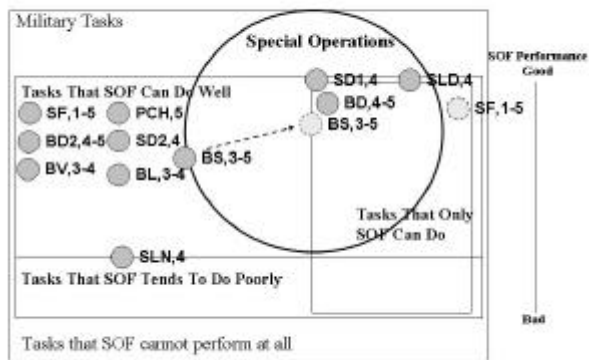 Military Tasks
Special Operations
SOF Performance
Good
Tasks That SOF Can Do Well
SD1,4
SLD,4
SF,1-5
PCH,5
BD,4-5
SF,1-5
BS,3-5
BD2,4-5
SD2,4
BS,3-5
BV,3-4
BL,3-4
Tasks That Only
SOF Can Do
SLN,4
Tasks That SOF Tends To Do Poorly
Bad
Tasks that SOF cannot perform at all